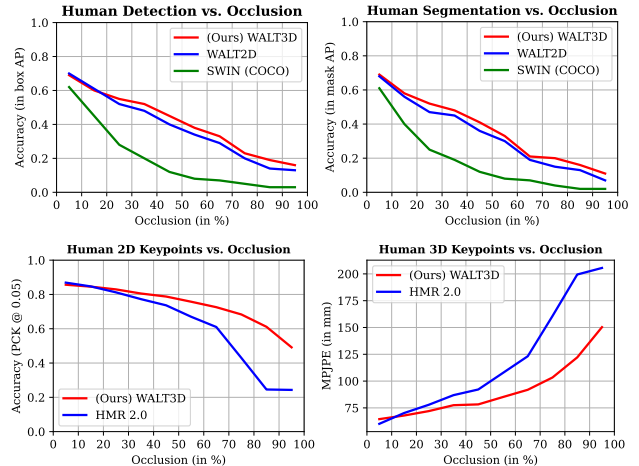 Human Detection vs. Occlusion
Accuracy (in box AP)
1.0
0.8
0.6
0.4
0.2
0.0
(Ours) WALT3D
WALT2D
SWIN (COCO)
0 10 20 30 40 50 60 70 80 90 100
Occlusion (in %)
Human Segmentation vs. Occlusion
Accuracy (in mask AP)
1.0
0.8
0.6
0.4
0.2
0.0
(Ours) WALT3D
WALT2D
SWIN (COCO)
0 10 20 30 40 50 60 70 80 90 100
Occlusion (in %)
Human 2D Keypoints vs. Occlusion
Accuracy (PCK @ 0.05)
1.0
0.8
0.6
0.4
0.2
0.0
(Ours) WALT3D
HMR 2.0
0 10 20 30 40 50 60 70 80 90 100
Occlusion (in %)
Human 3D Keypoints vs. Occlusion
MPJPE (in mm)
200
175
150
125
100
75
(Ours) WALT3D
HMR 2.0
0 10 20 30 40 50 60 70 80 90 100
Occlusion (in %)